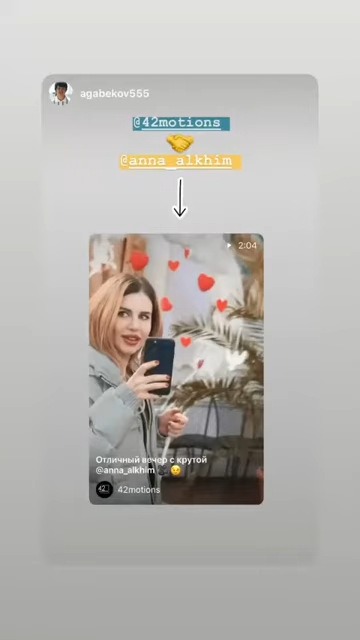 agabekov555
@42motions
@anna_alkhim
2:04
Отличный вечер с крутой
@anna_alkhim
42motions